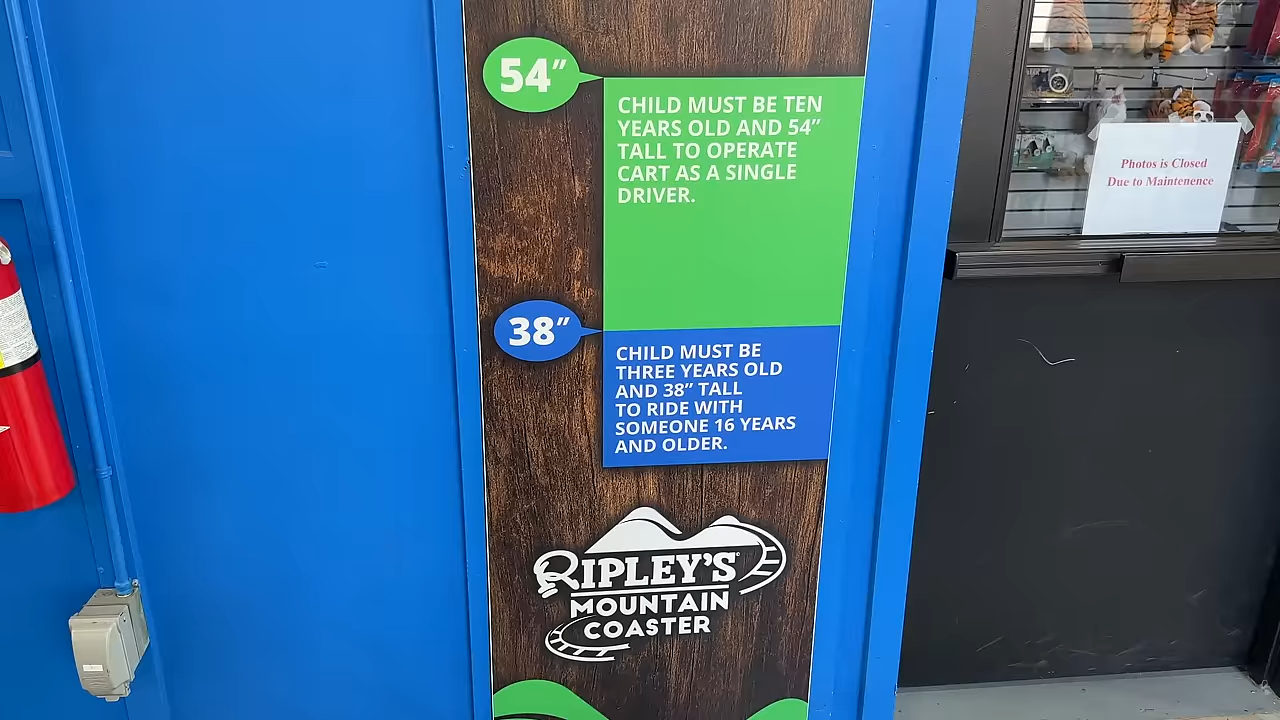 54”
CHILD MUST BE TEN
YEARS OLD AND 54”
TALL TO OPERATE
CART AS A SINGLE
DRIVER.
38”
CHILD MUST BE
THREE YEARS OLD
AND 38” TALL
TO RIDE WITH
SOMEONE 16 YEARS
AND OLDER.
RIPLEY'S
MOUNTAIN
COASTER
Photos is Closed
Due to Maintenence